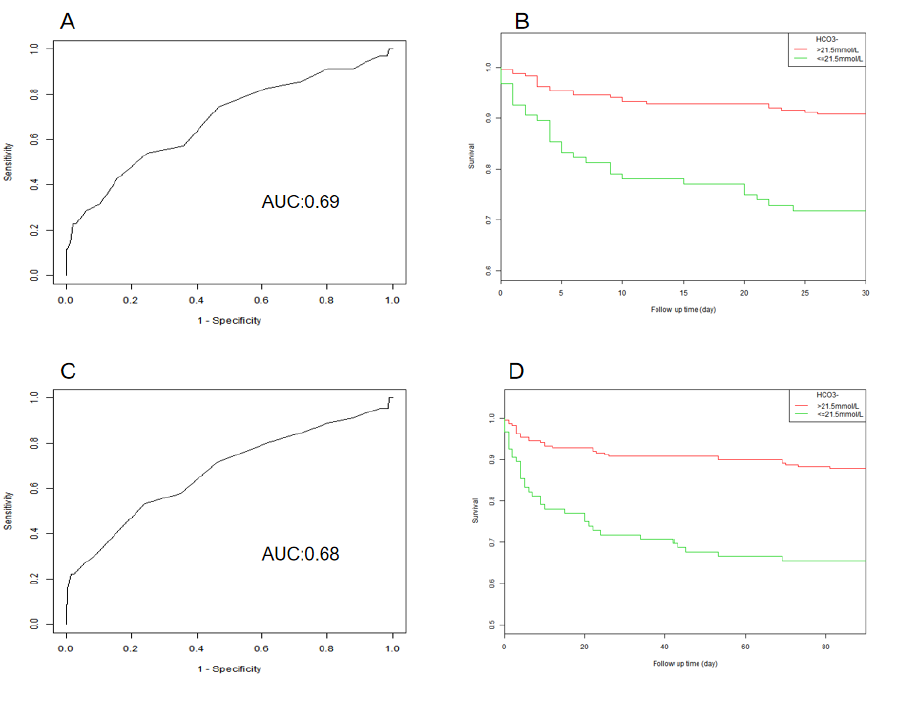 A
1.0
0.8
0.6
0.4
0.2
0.0
Sensitivity
AUC:0.69
0.0 0.2 0.4 0.6 0.8 1.0
1 - Specificity
B
HCO3-
>21.5mmol/L
<=21.5mmol/L
1.0
0.9
0.8
0.7
0.6
Survival
0 5 10 15 20 25 30
Follow up time (day)
C
1.0
0.8
0.6
0.4
0.2
0.0
Sensitivity
AUC:0.68
0.0 0.2 0.4 0.6 0.8 1.0
1 - Specificity
D
HCO3-
>21.5mmol/L
<=21.5mmol/L
1.0
0.9
0.8
0.7
0.6
0.5
Survival
0 20 40 60 80
Follow up time (day)